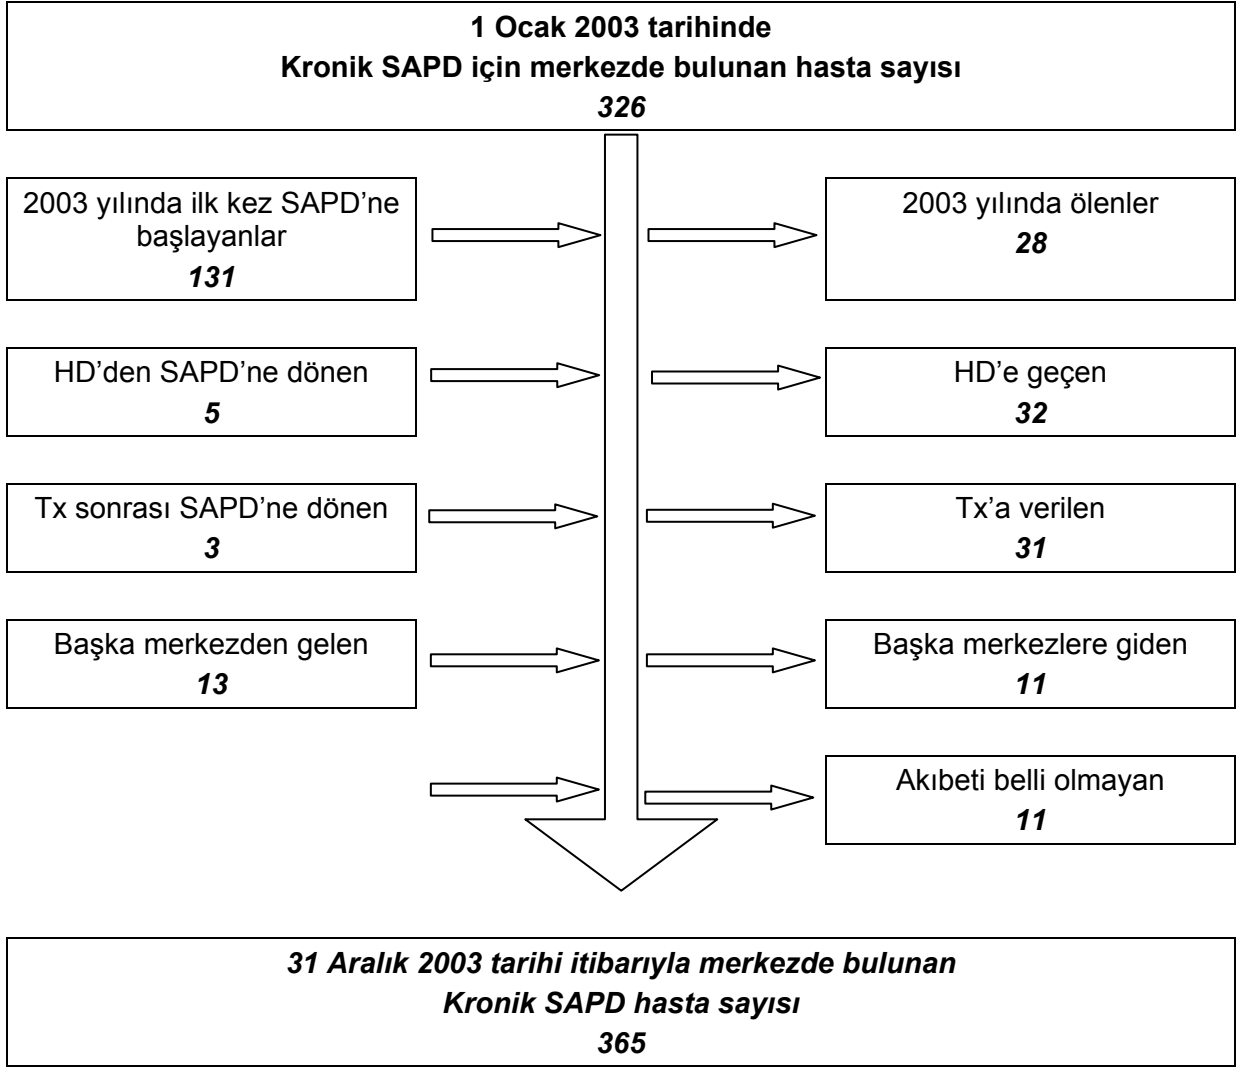 1 Ocak 2003 tarihinde
Kronik SAPD için merkezde bulunan hasta sayısı
326
2003 yılında ilk kez SAPD’ne
başlayanlar
131
2003 yılında ölenler
28
HD’den SAPD’ne dönen
5
HD’e geçen
32
Tx sonrası SAPD’ne dönen
3
Tx’a verilen
31
Başka merkezden gelen
13
Başka merkezlere giden
11
Akıbeti belli olmayan
11
31 Aralık 2003 tarihi itibarıyla merkezde bulunan
Kronik SAPD hasta sayısı
365